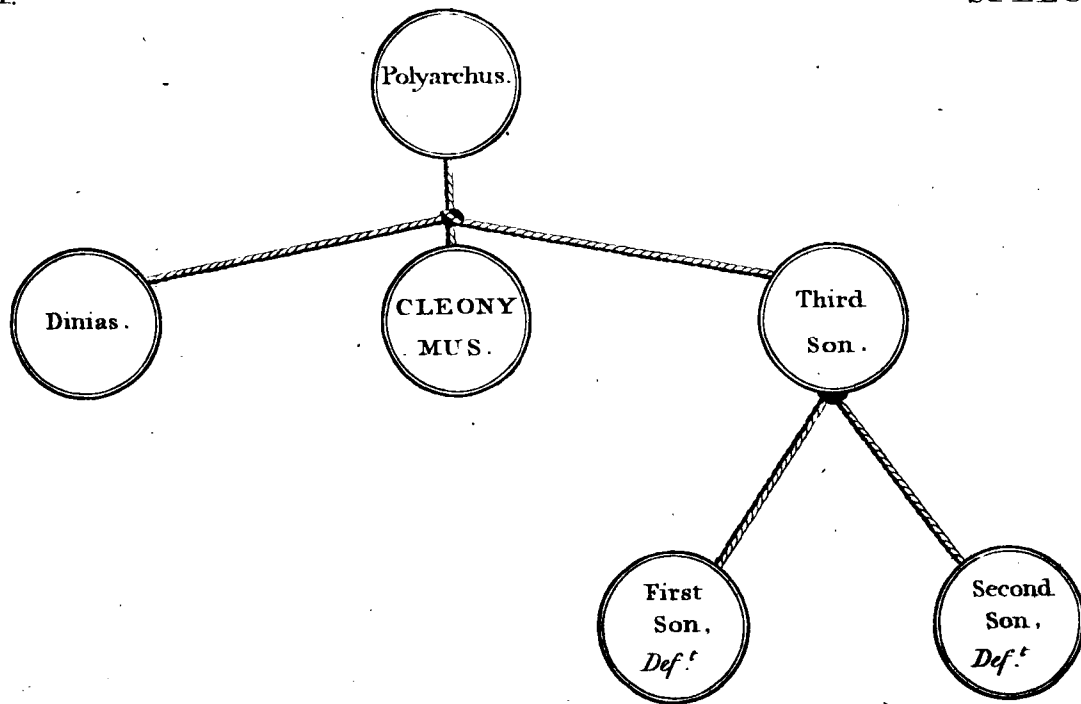 Polyarchus.
Dinias.
CLEONY
MUS.
Third
Son.
First
Son,
Def.t
Second
Son,
Def.t